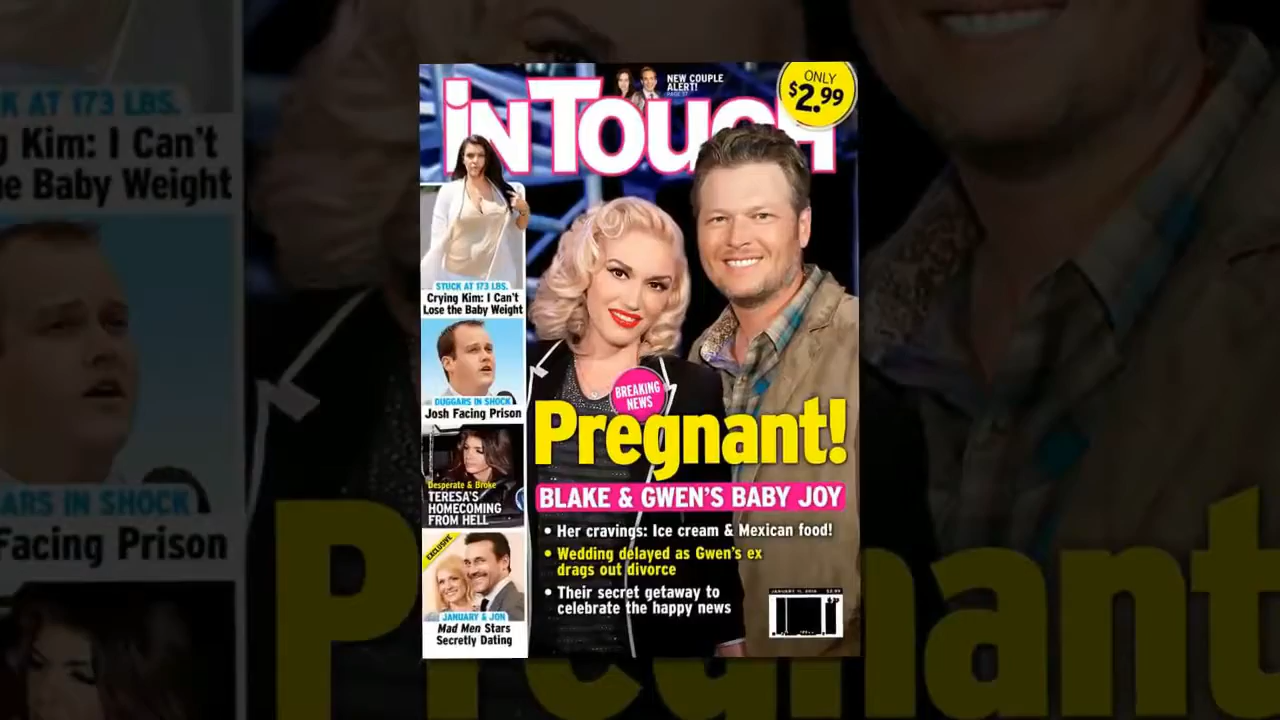 K AT 173 LBS.
g Kim: I Can't
e Baby Weight
GARS IN SHOCK
Facing Prison
Pregnant!
NEW COUPLE
ALERT!
ONLY
$2.99
inTouch
STUCK AT 173 LBS.
Crying Kim: I Can't
Lose the Baby Weight
DUGGARS IN SHOCK
Josh Facing Prison
Desperate & Broke
TERESA'S
HOMECOMING
FROM HELL
EXCLUSIVE
JANUARY & JON
Mad Men Stars
Secretly Dating
BREAKING
NEWS
Pregnant!
BLAKE & GWEN'S BABY JOY
• Her cravings: Ice cream & Mexican food!
• Wedding delayed as Gwen's ex
drags out divorce
• Their secret getaway to
celebrate the happy news